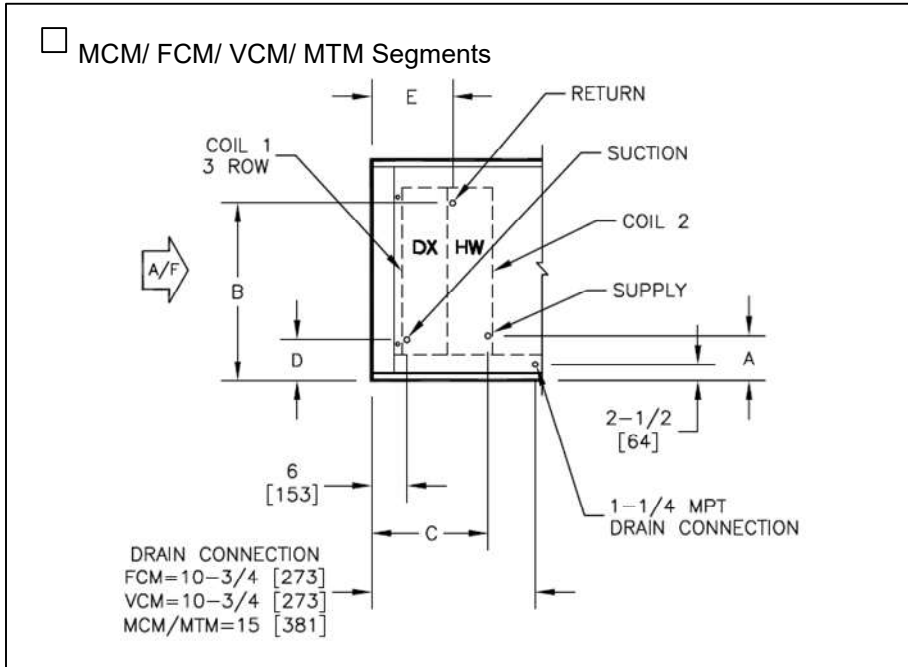 MCM/ FCM/ VCM/ MTM Segments
E
RETURN
COIL 1
3 ROW
SUCTION
DX
HW
COIL 2
A/F
B
SUPPLY
D
A
2-1/2
[64]
6
[153]
C
1-1/4 MPT
DRAIN CONNECTION
DRAIN CONNECTION
FCM=10-3/4 [273]
VCM=10-3/4 [273]
MCM/MTM=15 [381]